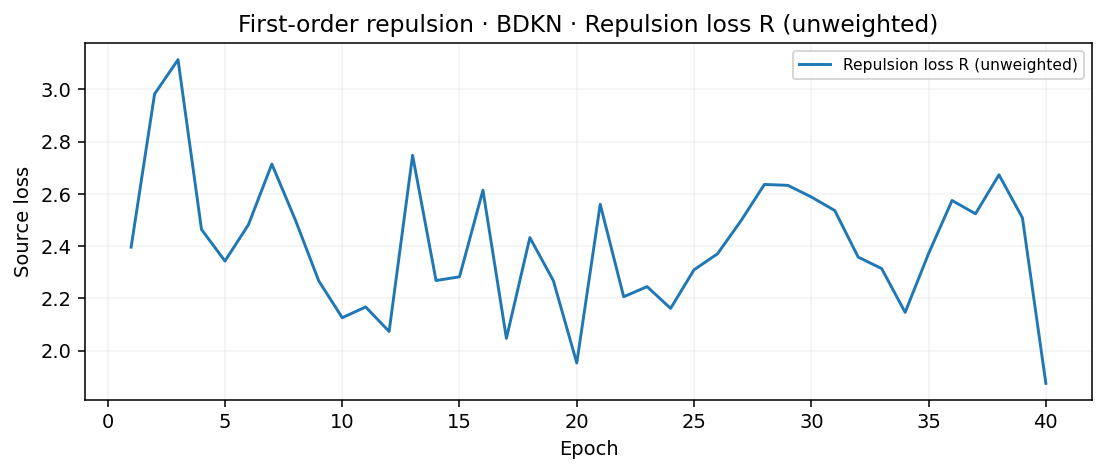 First-order repulsion · BDKN · Repulsion loss R (unweighted)
Repulsion loss R (unweighted)
Source loss
3.0
2.8
2.6
2.4
2.2
2.0
0 5 10 15 20 25 30 35 40
Epoch